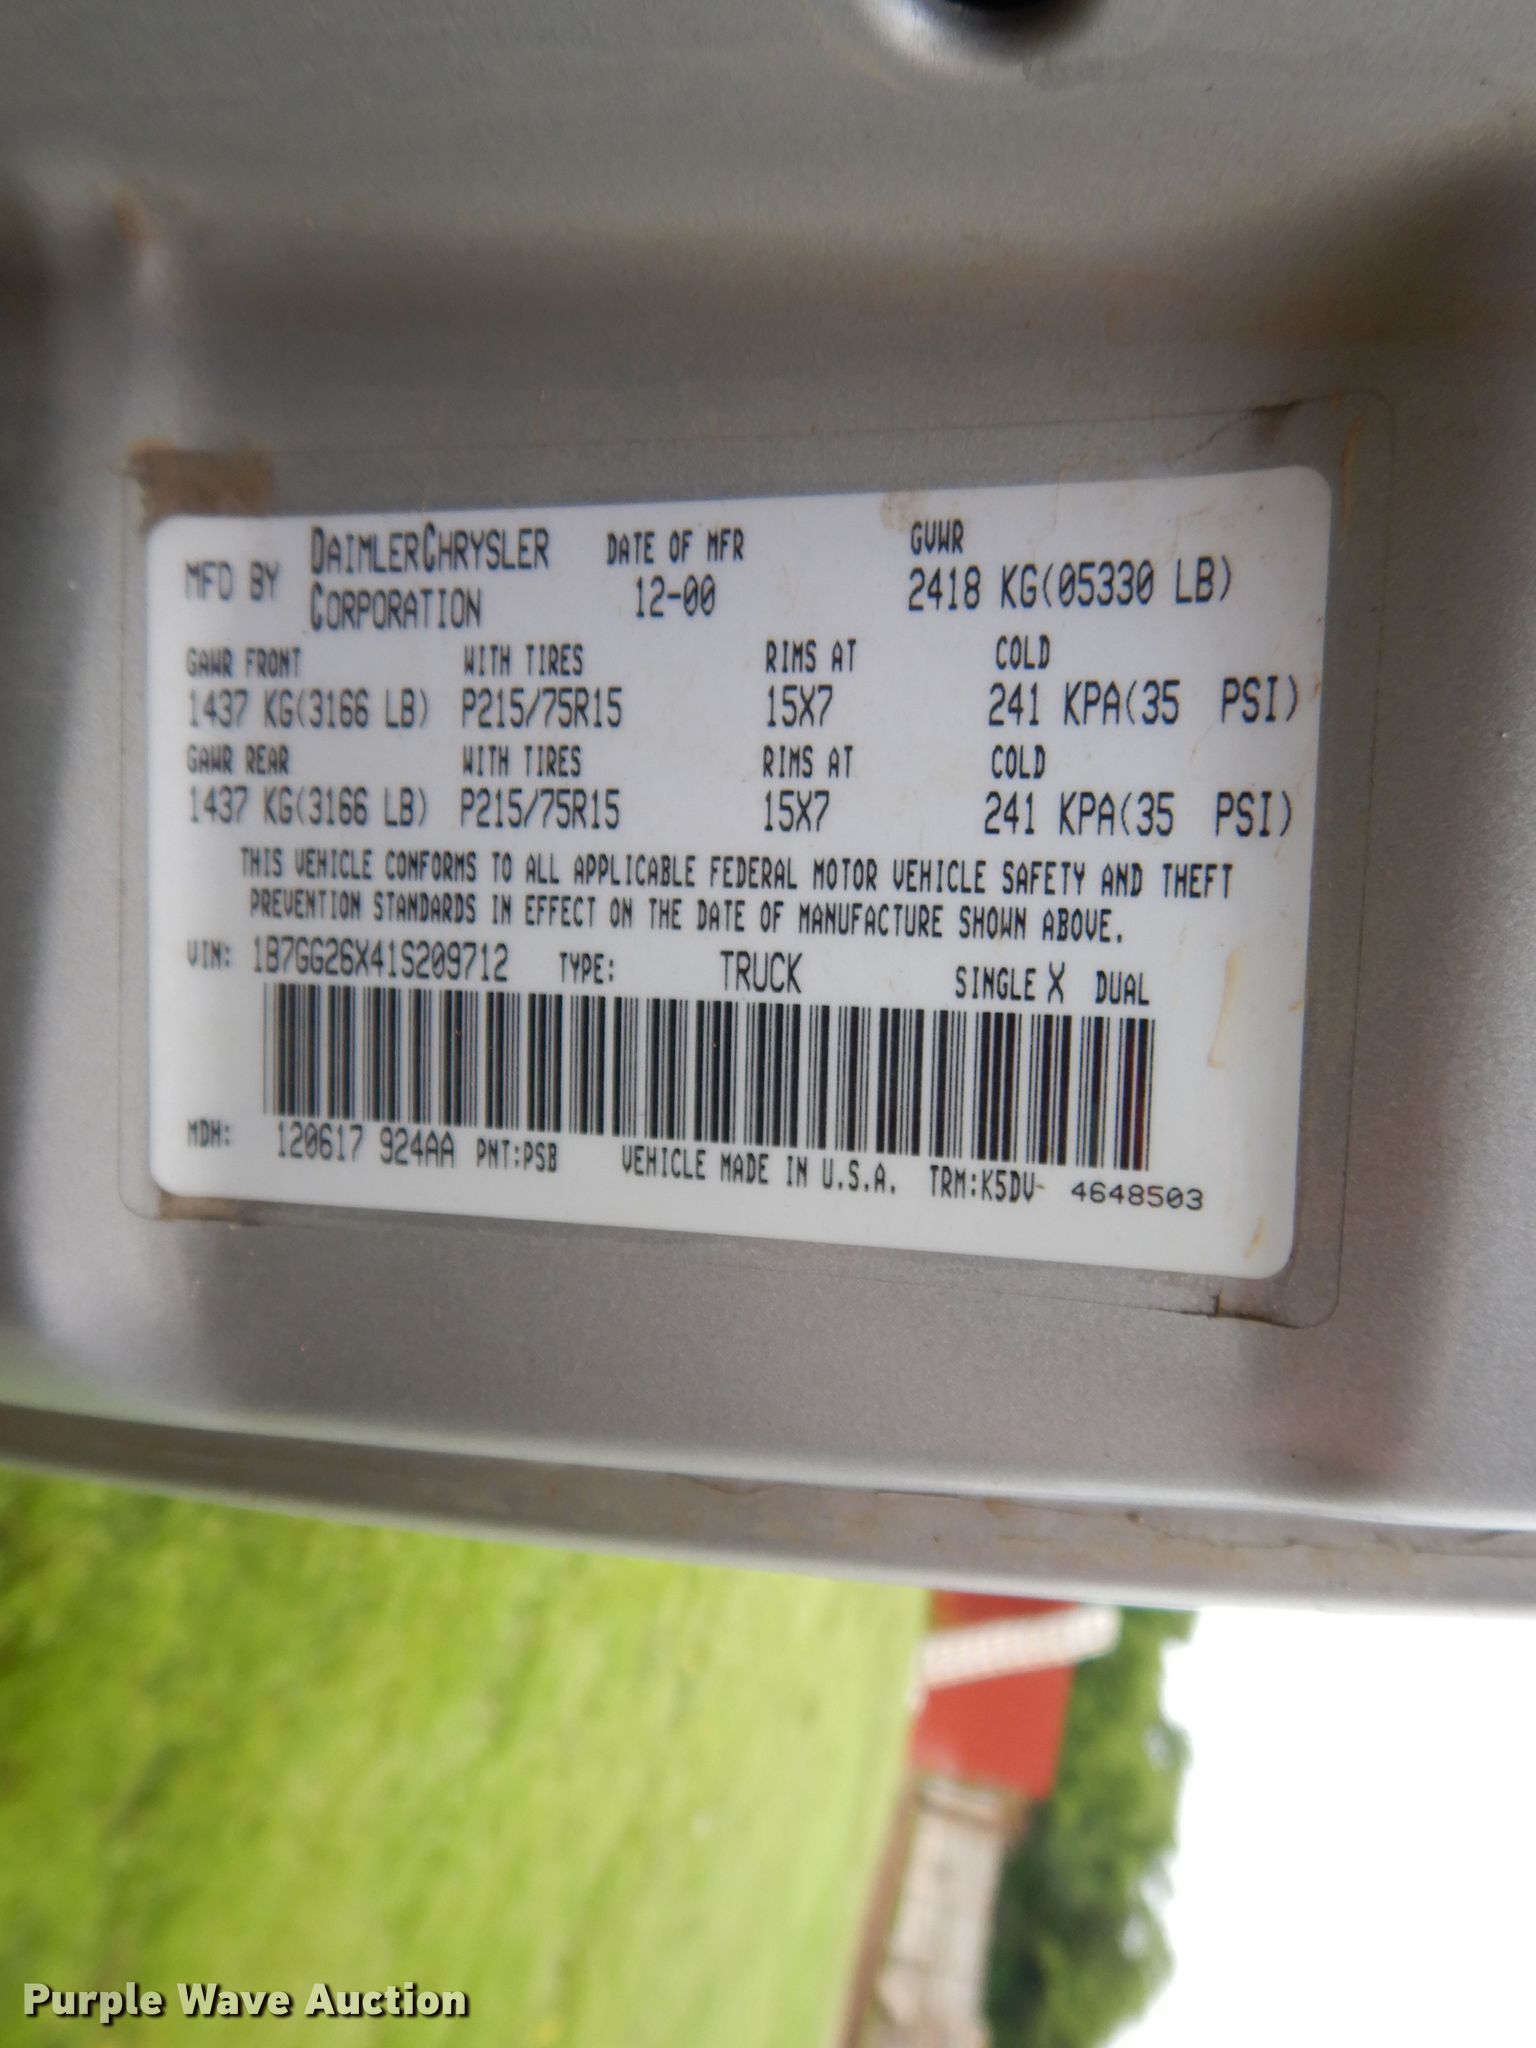 MFD BY DAIMLERCHRYSLER CORPORATION DATE OF MFR 12-00 GVWR 2418 KG(05330 LB)
GAWR FRONT WITH TIRES RIMS AT COLD
1437 KG(3166 LB) P215/75R15 15X7 241 KPA(35 PSI)
GAWR REAR WITH TIRES RIMS AT COLD
1437 KG(3166 LB) P215/75R15 15X7 241 KPA(35 PSI)
THIS VEHICLE CONFORMS TO ALL APPLICABLE FEDERAL MOTOR VEHICLE SAFETY AND THEFT
PREVENTION STANDARDS IN EFFECT ON THE DATE OF MANUFACTURE SHOWN ABOVE.
VIN: 1B7GG26X41S209712 TYPE: TRUCK SINGLE X DUAL
MDH: 120617 924AA PNT:PSB VEHICLE MADE IN U.S.A. TRM:K5DV- 4648503
Purple Wave Auction